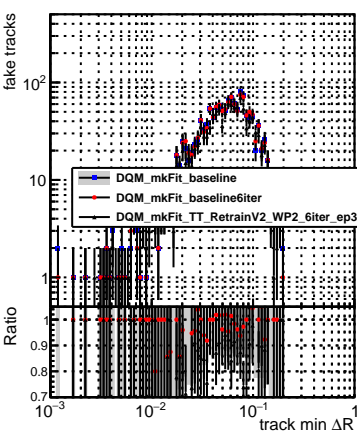 fake tracks
10²
10
1
DQM_mkFit_baseline
DQM_mkFit_baseline6iter
DQM_mkFit_TT_RetrainV2_WP2_6iter_ep3
Ratio
1
0.9
0.8
0.7
10⁻³ 10⁻² 10⁻¹ 1
track min ΔR